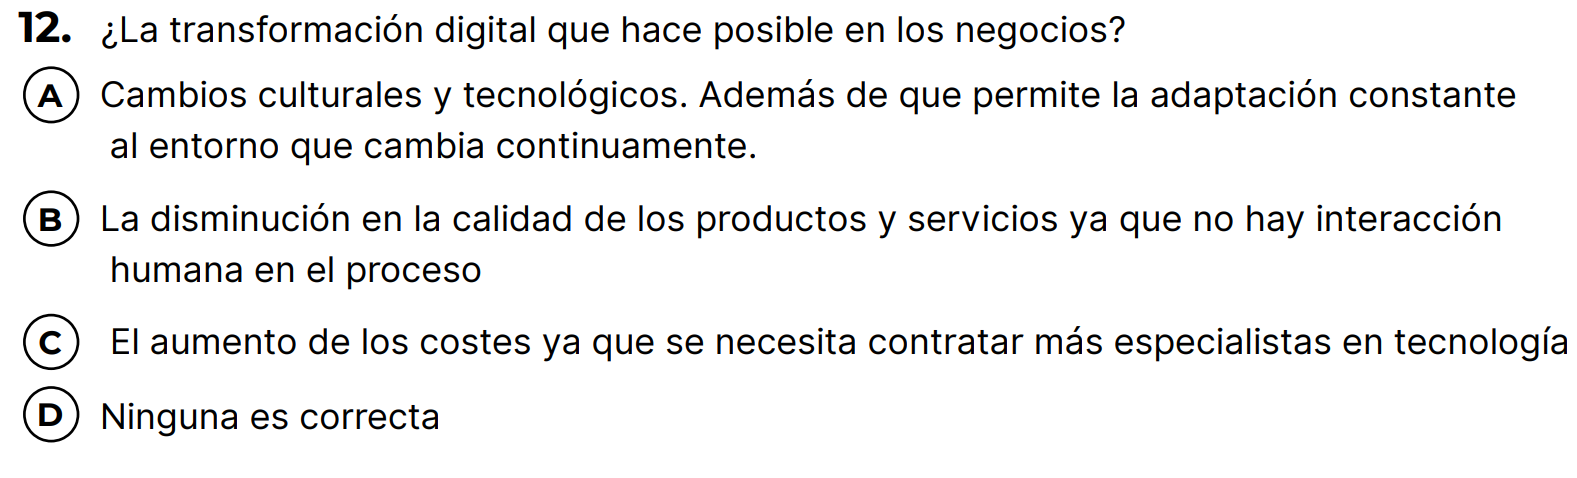 12. ¿La transformación digital que hace posible en los negocios?
A Cambios culturales y tecnológicos. Además de que permite la adaptación constante
al entorno que cambia continuamente.
B La disminución en la calidad de los productos y servicios ya que no hay interacción
humana en el proceso
C El aumento de los costes ya que se necesita contratar más especialistas en tecnología
D Ninguna es correcta